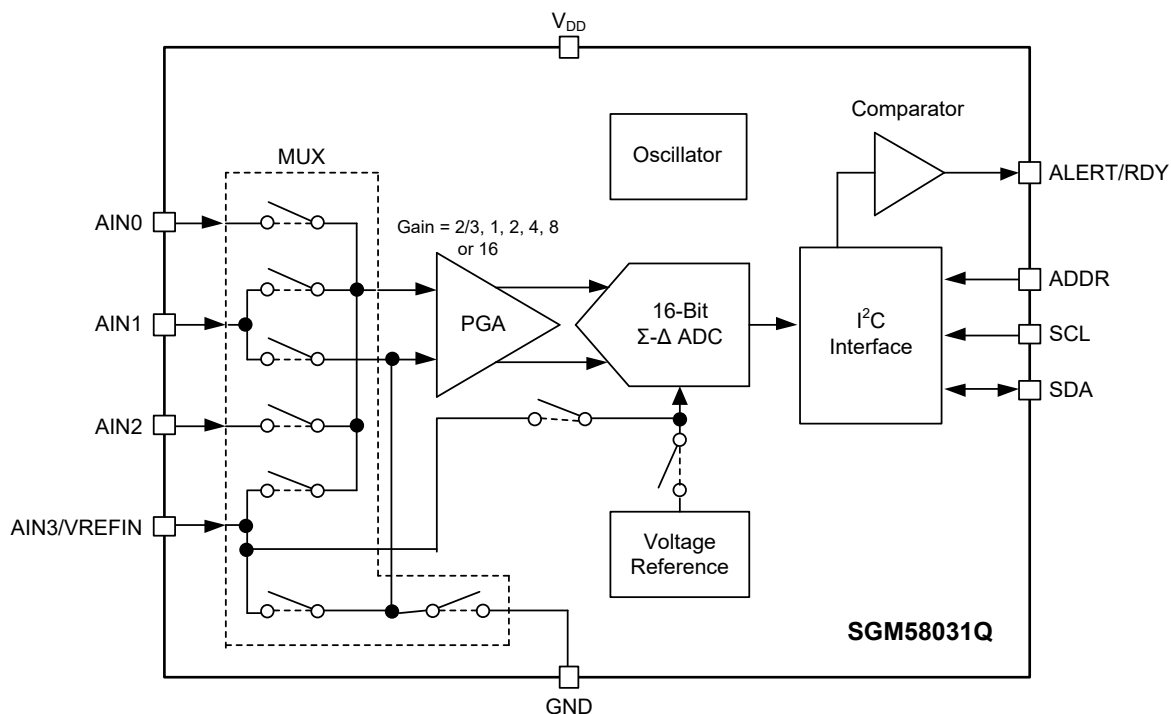 VDD
Comparator
Oscillator
ALERT/RDY
MUX
AIN0
Gain = 2/3, 1, 2, 4, 8
or 16
ADDR
AIN1
PGA
16-Bit
Σ-Δ ADC
I²C
Interface
SCL
SDA
AIN2
AIN3/VREFIN
Voltage
Reference
SGM58031Q
GND